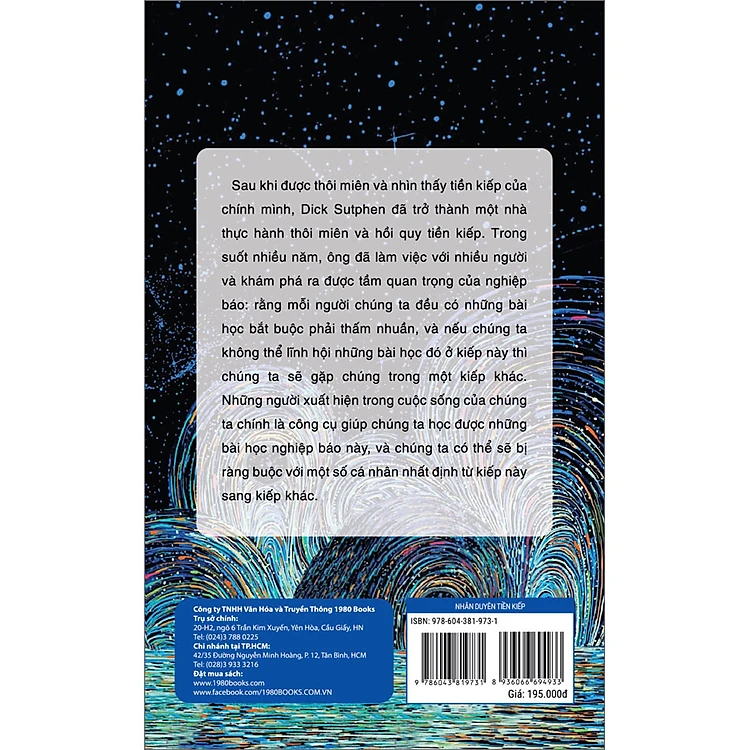 Sau khi được thôi miên và nhìn thấy tiền kiếp của
chính mình, Dick Sutphen đã trở thành một nhà
thực hành thôi miên và hồi quy tiền kiếp. Trong
suốt nhiều năm, ông đã làm việc với nhiều người
và khám phá ra được tầm quan trọng của nghiệp
báo: rằng mỗi người chúng ta đều có những bài
học bắt buộc phải thấm nhuần, và nếu chúng ta
không thể lĩnh hội những bài học đó ở kiếp này thì
chúng ta sẽ gặp chúng trong một kiếp khác.
Những người xuất hiện trong cuộc sống của chúng
ta chính là công cụ giúp chúng ta học được những
bài học nghiệp báo này, và chúng ta có thể sẽ bị
ràng buộc với một số cá nhân nhất định từ kiếp này
sang kiếp khác.
Công ty TNHH Văn Hóa và Truyền Thông 1980 Books
Trụ sở chính:
20-H2, ngõ 6 Trần Kim Xuyến, Yên Hòa, Cầu Giấy, HN
Tel: (024)3 788 0225
Chi nhánh tại TP.HCM:
42/35 Đường Nguyễn Minh Hoàng, P. 12, Tân Bình, HCM
Tel: (028)3 933 3216
Đặt mua sách:
www.1980books.com
www.facebook.com/1980BOOKS.COM.VN
NHÂN DUYÊN TIỀN KIẾP
ISBN: 978-604-381-973-1
9 786043 819731
8 936066 694933
Giá: 195.000đ